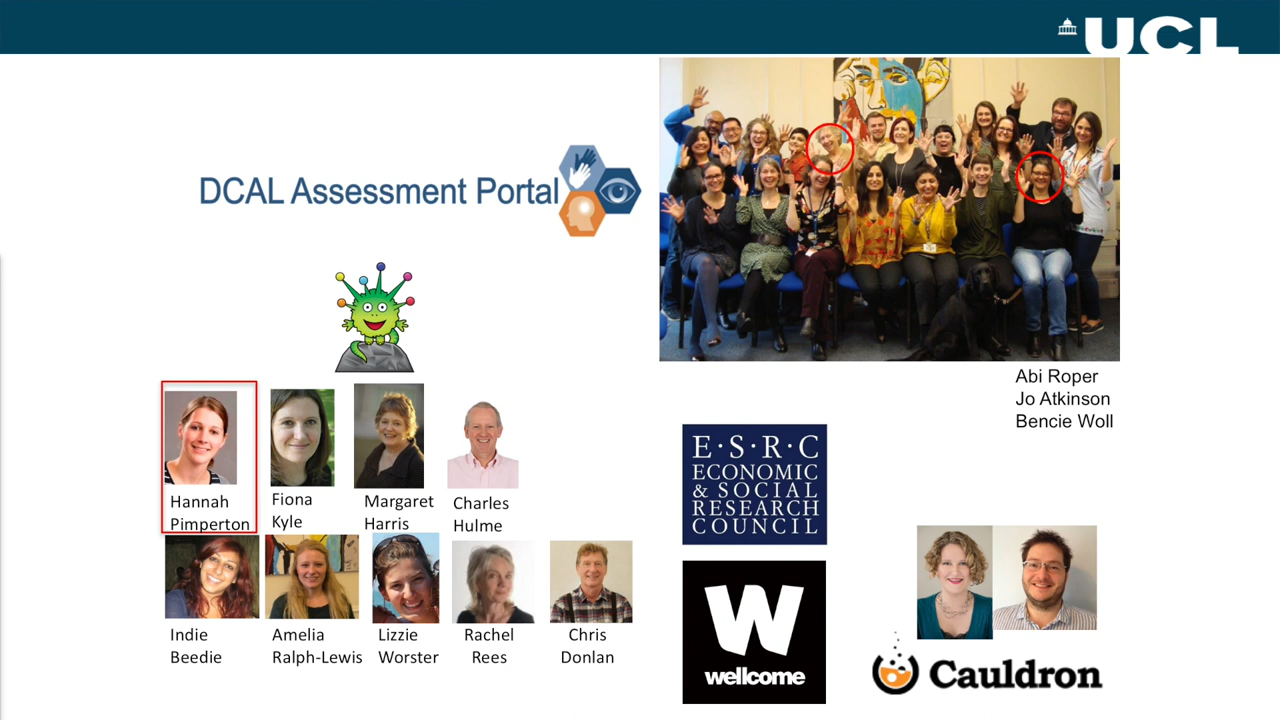 UCL
DCAL Assessment Portal
Abi Roper
Jo Atkinson
Bencie Woll
Hannah
Pimperton
Fiona
Kyle
Margaret
Harris
Charles
Hulme
Indie
Beedie
Amelia
Ralph-Lewis
Lizzie
Worster
Rachel
Rees
Chris
Donlan
E·S·R·C
ECONOMIC
& SOCIAL
RESEARCH
COUNCIL
W
wellcome
Cauldron